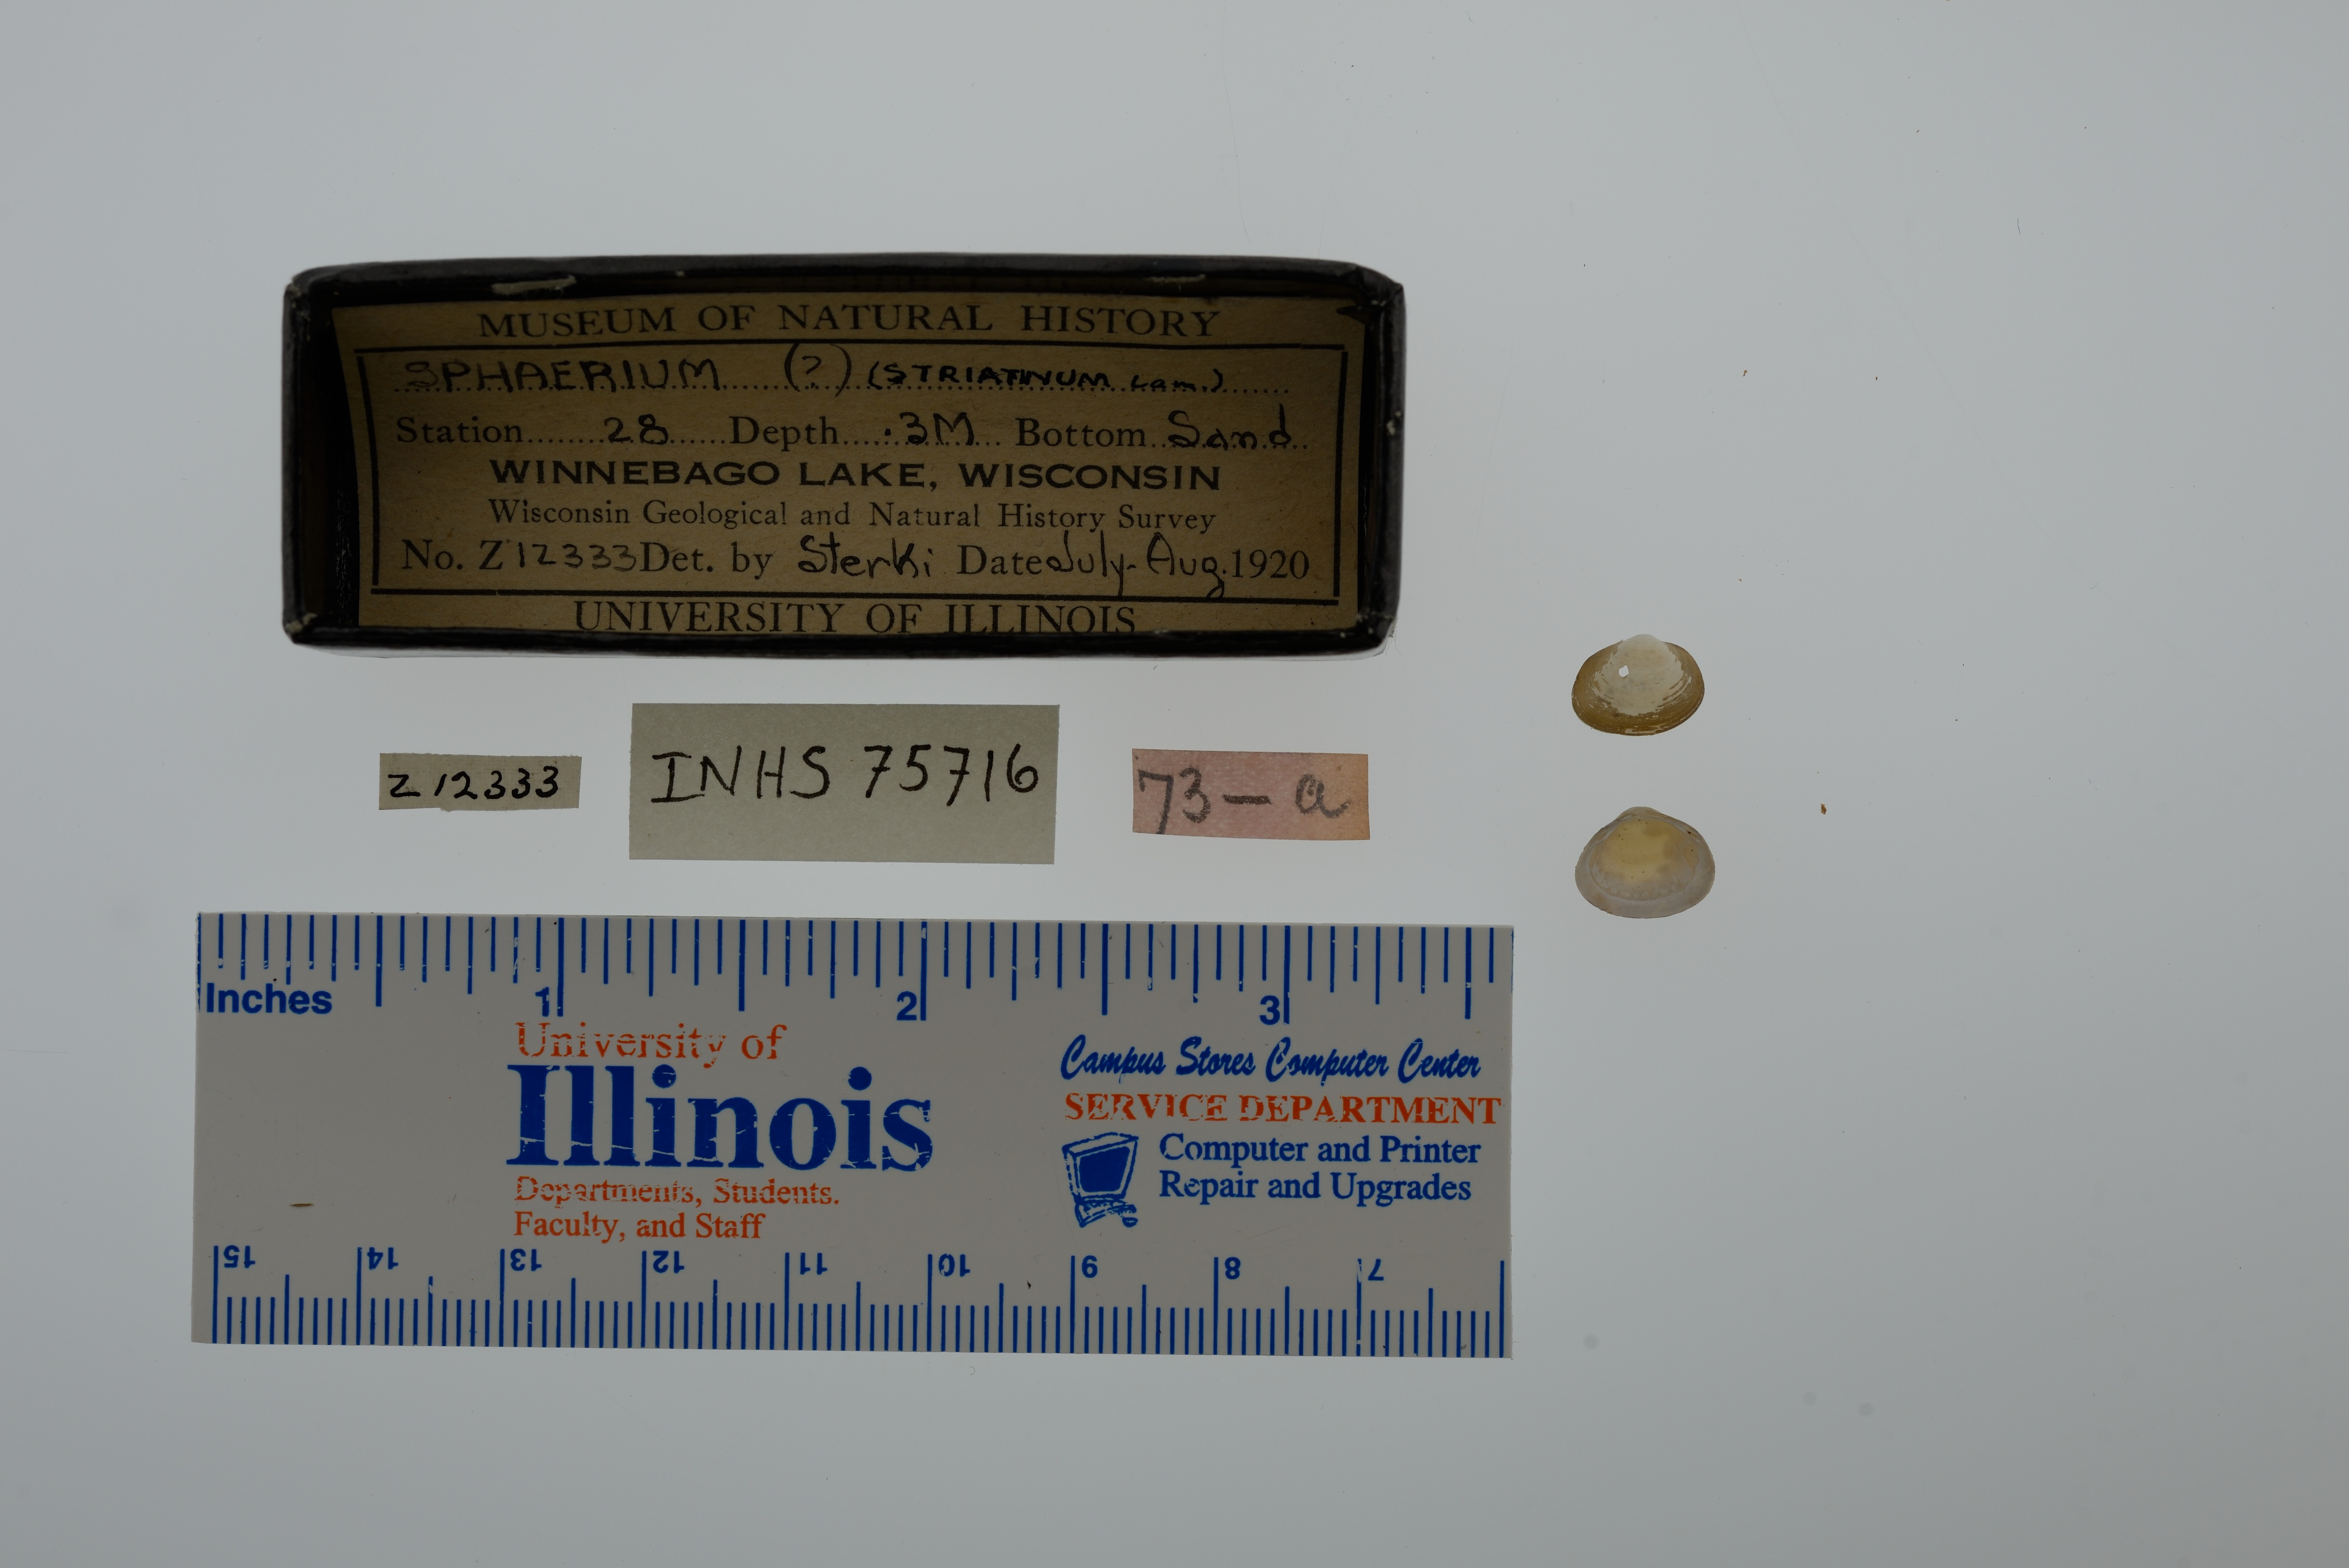 MUSEUM OF NATURAL HISTORY
SPHAERIUM (?) (STRIATINUM Lam.)
Station 28 Depth .3M Bottom Sand
WINNEBAGO LAKE, WISCONSIN
Wisconsin Geological and Natural History Survey
No. Z12333 Det. by Sterki Date July-Aug. 1920
UNIVERSITY OF ILLINOIS
Z 12333
INHS 75716
73-a
Inches 1 2 3
University of
Illinois
Departments, Students.
Faculty, and Staff
Campus Stores Computer Center
SERVICE DEPARTMENT
Computer and Printer
Repair and Upgrades
15 14 13 12 11 10 9 8 7